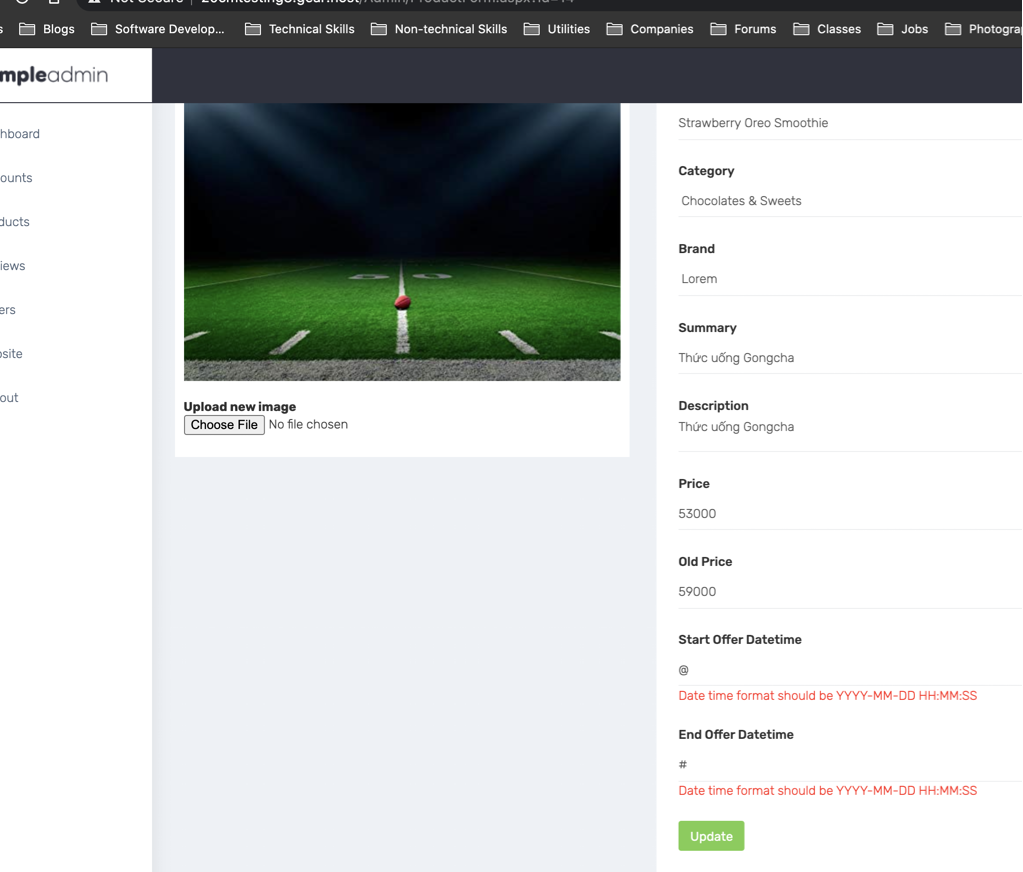 Blogs
Software Develop...
Technical Skills
Non-technical Skills
Utilities
Companies
Forums
Classes
Jobs
mpleadmin
hboard
ounts
ducts
iews
ers
site
out
5 0
Upload new image
Choose File No file chosen
Strawberry Oreo Smoothie
Category
Chocolates & Sweets
Brand
Lorem
Summary
Thức uống Gongcha
Description
Thức uống Gongcha
Price
53000
Old Price
59000
Start Offer Datetime
@
Date time format should be YYYY-MM-DD HH:MM:SS
End Offer Datetime
#
Date time format should be YYYY-MM-DD HH:MM:SS
Update